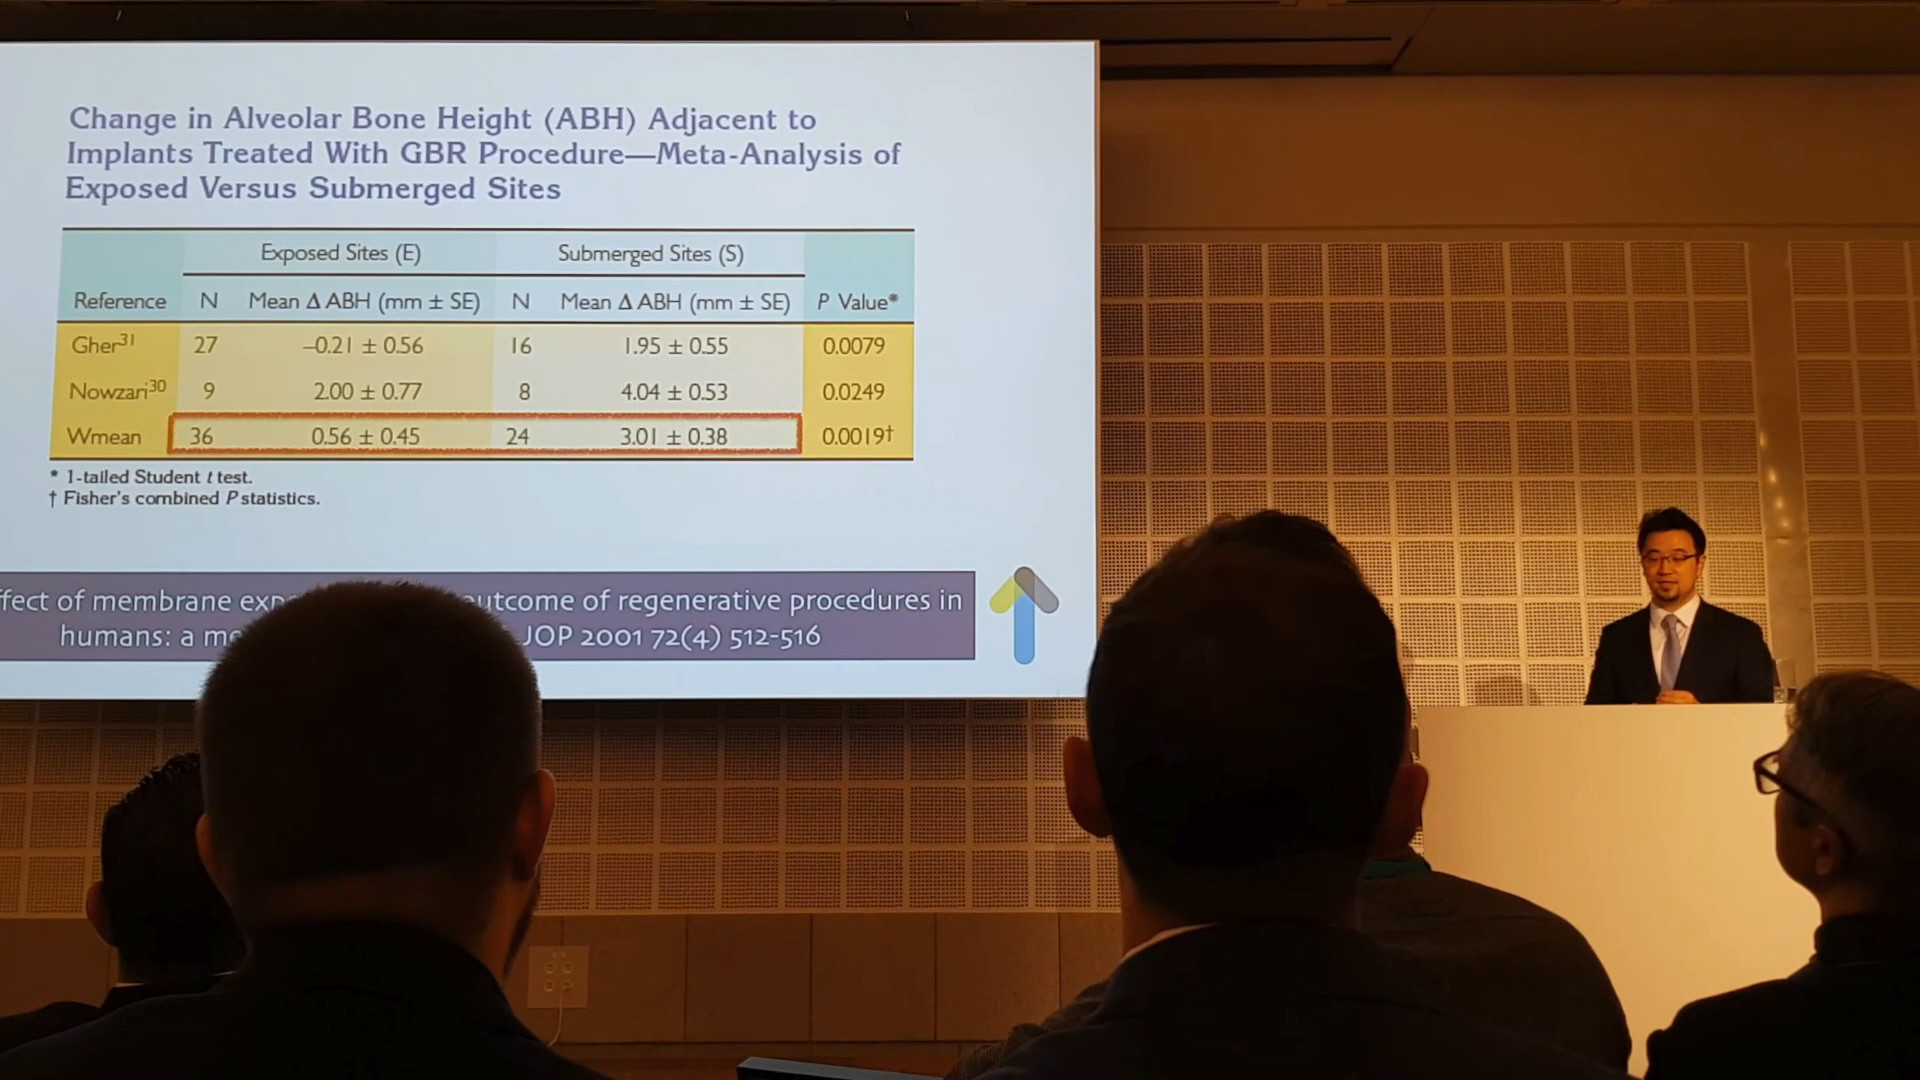 Change in Alveolar Bone Height (ABH) Adjacent to
Implants Treated With GBR Procedure—Meta-Analysis of
Exposed Versus Submerged Sites
Exposed Sites (E) Submerged Sites (S)
Reference N Mean Δ ABH (mm ± SE) N Mean Δ ABH (mm ± SE) P Value*
Gher31 27 –0.21 ± 0.56 16 1.95 ± 0.55 0.0079
Nowzari30 9 2.00 ± 0.77 8 4.04 ± 0.53 0.0249
Wmean 36 0.56 ± 0.45 24 3.01 ± 0.38 0.0019†
* 1-tailed Student t test.
† Fisher's combined P statistics.
of membrane outcome of regenerative procedures in
humans: a JOP 2001 72(4) 512-516